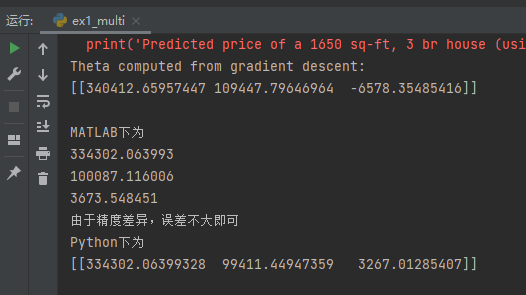 运行: ex1_multi ×
print('Predicted price of a 1650 sq-ft, 3 br house (usi
Theta computed from gradient descent:
[[340412.65957447 109447.79646964  -6578.35485416]]
MATLAB下为
334302.063993
100087.116006
3673.548451
由于精度差异，误差不大即可
Python下为
[[334302.06399328  99411.44947359   3267.01285407]]